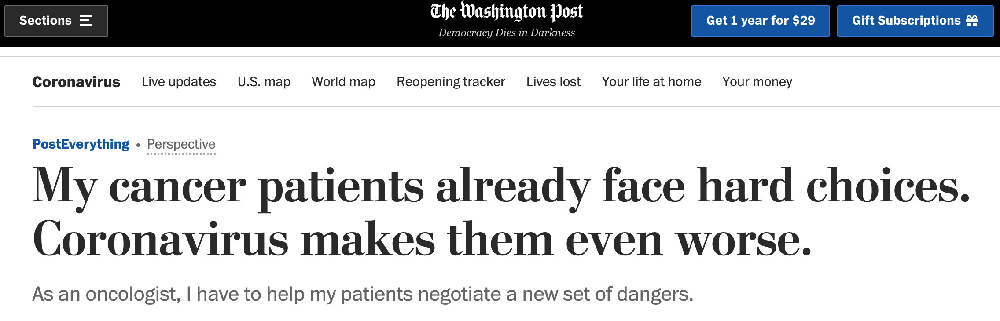 Sections
The Washington Post
Democracy Dies in Darkness
Get 1 year for $29
Gift Subscriptions
Coronavirus Live updates U.S. map World map Reopening tracker Lives lost Your life at home Your money
PostEverything • Perspective
My cancer patients already face hard choices.
Coronavirus makes them even worse.
As an oncologist, I have to help my patients negotiate a new set of dangers.